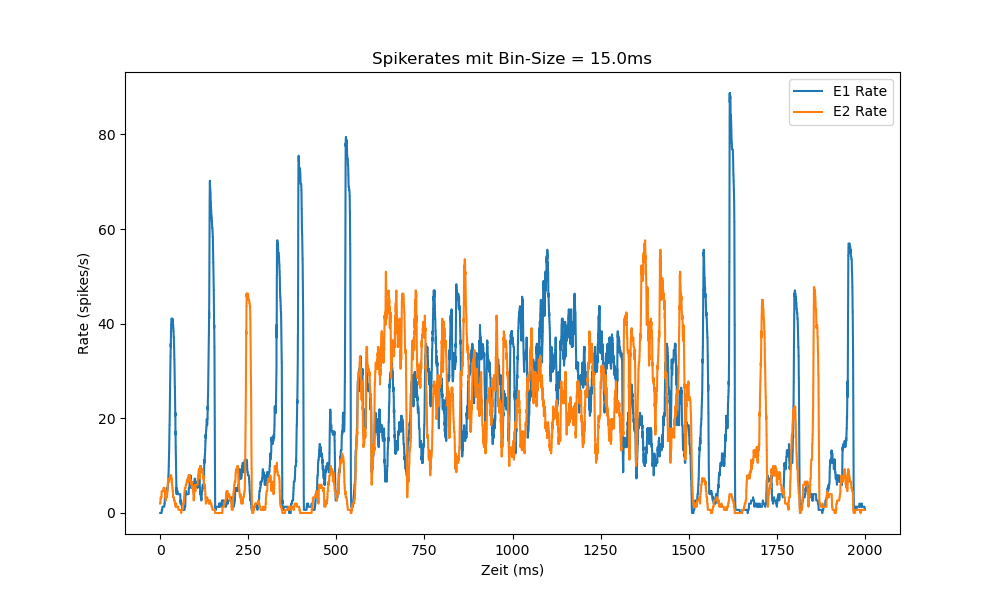 Spikerates mit Bin-Size = 15.0ms
E1 Rate
E2 Rate
80
60
40
20
0
Rate (spikes/s)
0 250 500 750 1000 1250 1500 1750 2000
Zeit (ms)